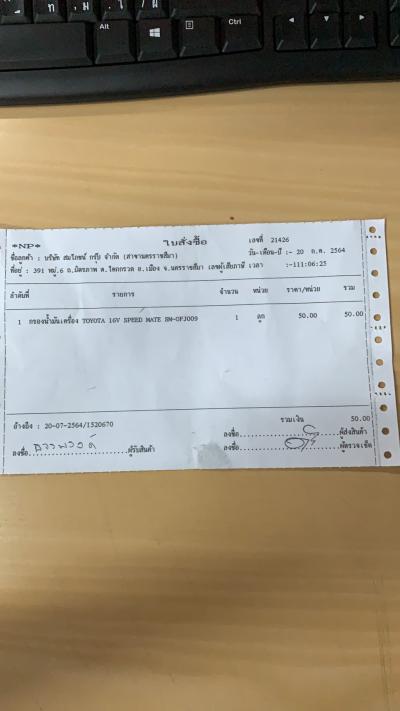 Alt
Ctrl
*NP*
ใบสั่งซื้อ
เลขที่ 21426
ชื่อลูกค้า : บริษัท สมโภชน์ กรุ๊ป จำกัด (สาขานครราชสีมา)
วัน-เดือน-ปี :- 20 ก.ค. 2564
ที่อยู่ : 391 หมู่.6 ถ.มิตรภาพ ต.โคกกรวด อ.เมือง จ.นครราชสีมา เลขผู้เสียภาษี เวลา :-111:06:25
ลำดับที่ รายการ จำนวน หน่วย ราคา/หน่วย รวม
1 กรองน้ำมันเครื่อง TOYOTA 16V SPEED MATE SM-OFJ009 1 ลูก 50.00 50.00
อ้างอิง : 20-07-2564/1520670
รวมเงิน 50.00
ลงชื่อ ผู้รับสินค้า
ลงชื่อ ผู้ส่งสินค้า
ลงชื่อ ผู้ตรวจเช็ค